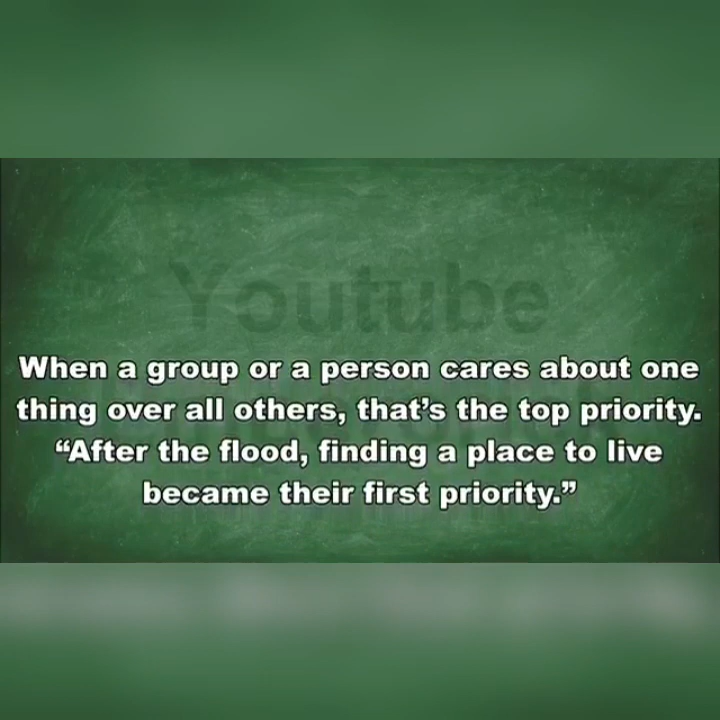 Youtube
When a group or a person cares about one
thing over all others, that’s the top priority.
“After the flood, finding a place to live
became their first priority.”